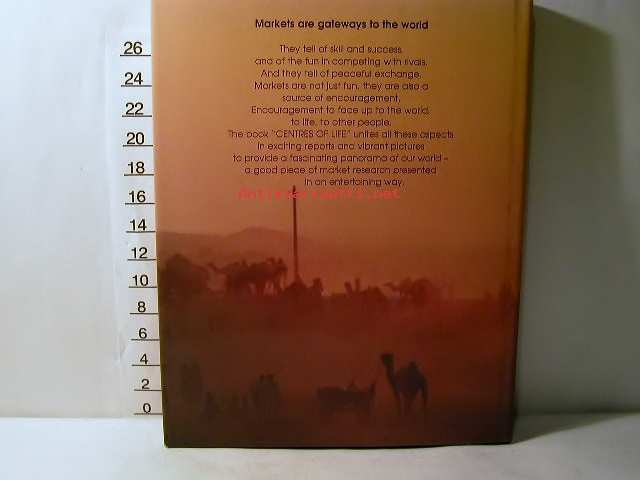 Markets are gateways to the world
They tell of skill and success
and of the fun in competing with rivals.
And they tell of peaceful exchange.
Markets are not just fun, they are also a
source of encouragement.
Encouragement to face up to the world,
to life, to other people.
The book "CENTRES OF LIFE" unites all these aspects
in exciting reports and vibrant pictures
to provide a fascinating panorama of our world –
a good piece of market research presented
in an entertaining way.
26
24
22
20
18
16
14
12
10
8
6
4
2
0